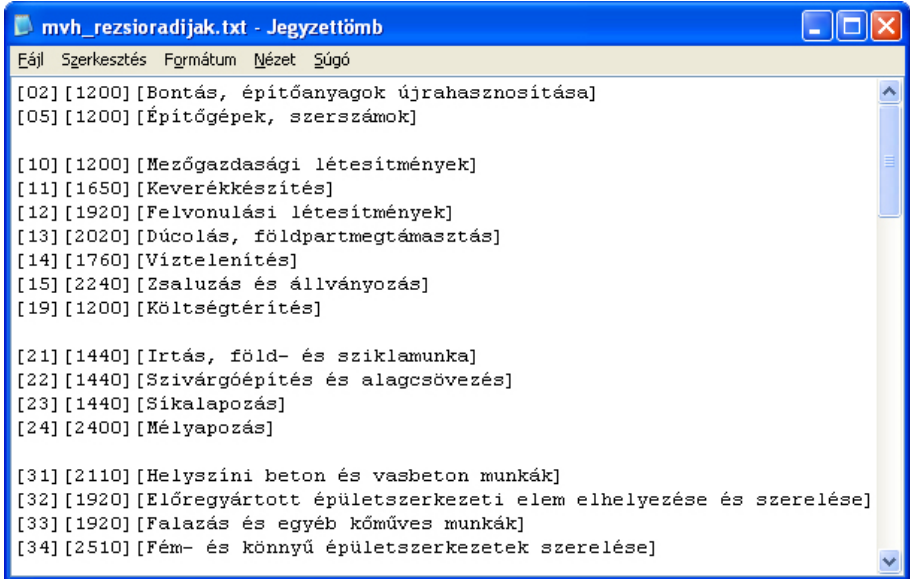 mvh_rezsioradijak.txt - Jegyzettömb
Fájl Szerkesztés Formátum Nézet Súgó
[02][1200][Bontás, építőanyagok újrahasznosítása]
[05][1200][Építőgépek, szerszámok]
[10][1200][Mezőgazdasági létesítmények]
[11][1650][Keverékkészítés]
[12][1920][Felvonulási létesítmények]
[13][2020][Dúcolás, földpartmegtámasztás]
[14][1760][Víztelenítés]
[15][2240][Zsaluzás és állványozás]
[19][1200][Költségtérítés]
[21][1440][Irtás, föld- és sziklamunka]
[22][1440][Szivárgóépítés és alagcsövezés]
[23][1440][Síkalapozás]
[24][2400][Mélyapozás]
[31][2110][Helyszíni beton és vasbeton munkák]
[32][1920][Előregyártott épületszerkezeti elem elhelyezése és szerelése]
[33][1920][Falazás és egyéb kőműves munkák]
[34][2510][Fém- és könnyű épületszerkezetek szerelése]